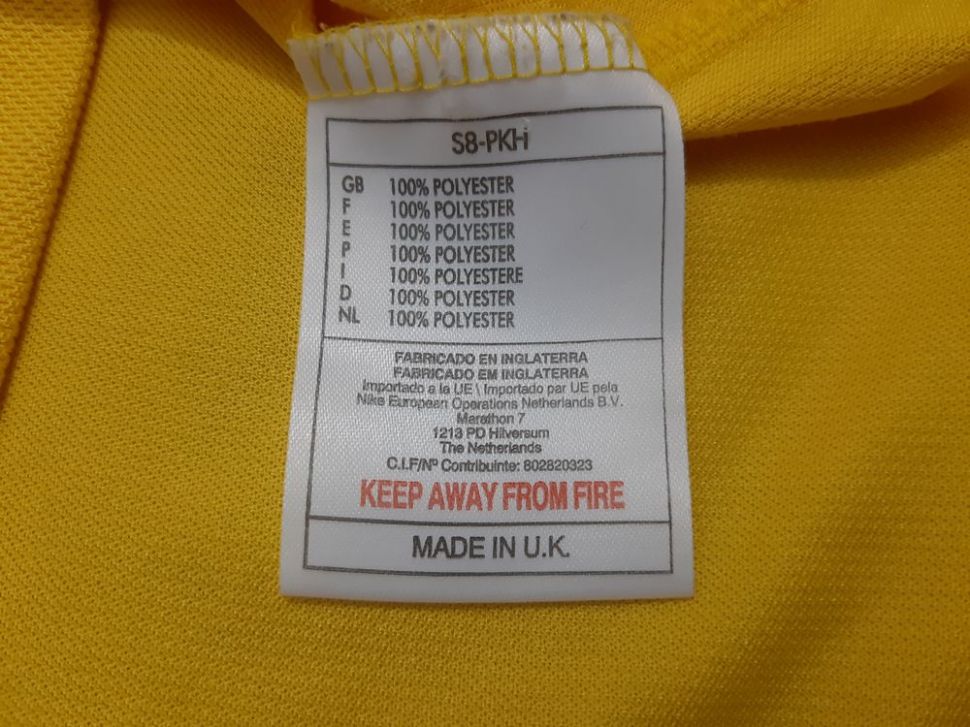 S8-PKH
GB 100% POLYESTER
F 100% POLYESTER
E 100% POLYESTER
P 100% POLYESTER
I 100% POLYESTERE
D 100% POLYESTER
NL 100% POLYESTER
FABRICADO EN INGLATERRA
FABRICADO EM INGLATERRA
Importado a la UE \ Importado par UE pela
Nike European Operations Netherlands B.V.
Marathon 7
1213 PD Hilversum
The Netherlands
C.I.F/Nº Contribuinte: 802820323
KEEP AWAY FROM FIRE
MADE IN U.K.